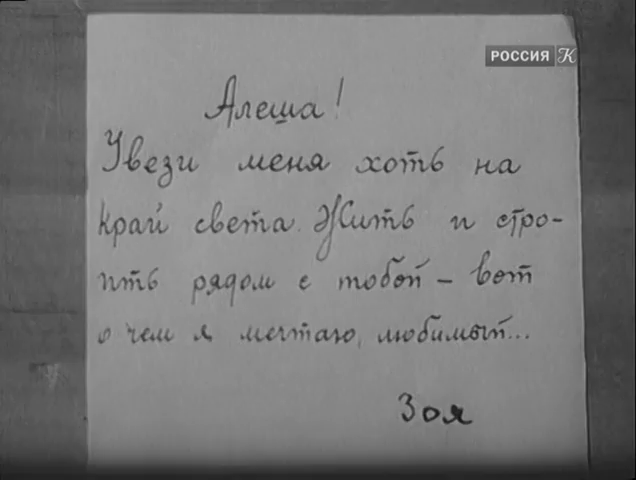 РОССИЯ К
Алеша!
Увези меня хоть на
край света. Жить и стро-
ить рядом с тобой – вот
о чем я мечтаю, любимый...
Зоя